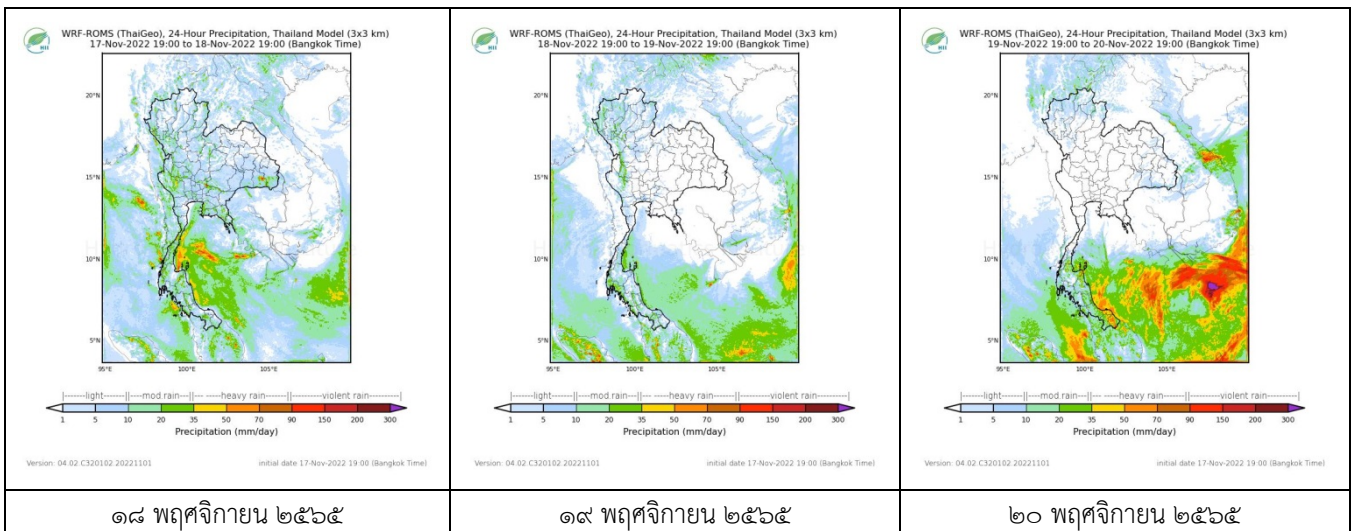 HII
WRF-ROMS (ThaiGeo), 24-Hour Precipitation, Thailand Model (3x3 km)
17-Nov-2022 19:00 to 18-Nov-2022 19:00 (Bangkok Time)
20°N
15°N
10°N
5°N
95°E 100°E 105°E
|-------light-------||---mod rain---||--- heavy rain------||---------violent rain-------|
1 5 10 20 35 50 70 90 150 200 300
Precipitation (mm/day)
Version: 04.02.C320102.20221101 initial date 17-Nov-2022 19:00 (Bangkok Time)
๑๘ พฤศจิกายน ๒๕๖๕
HII
WRF-ROMS (ThaiGeo), 24-Hour Precipitation, Thailand Model (3x3 km)
18-Nov-2022 19:00 to 19-Nov-2022 19:00 (Bangkok Time)
20°N
15°N
10°N
5°N
95°E 100°E 105°E
|-------light-------||---mod rain---||--- heavy rain------||---------violent rain-------|
1 5 10 20 35 50 70 90 150 200 300
Precipitation (mm/day)
Version: 04.02.C320102.20221101 initial date 17-Nov-2022 19:00 (Bangkok Time)
๑๙ พฤศจิกายน ๒๕๖๕
HII
WRF-ROMS (ThaiGeo), 24-Hour Precipitation, Thailand Model (3x3 km)
19-Nov-2022 19:00 to 20-Nov-2022 19:00 (Bangkok Time)
20°N
15°N
10°N
5°N
95°E 100°E 105°E
|-------light-------||---mod rain---||--- heavy rain------||---------violent rain-------|
1 5 10 20 35 50 70 90 150 200 300
Precipitation (mm/day)
Version: 04.02.C320102.20221101 initial date 17-Nov-2022 19:00 (Bangkok Time)
๒๐ พฤศจิกายน ๒๕๖๕